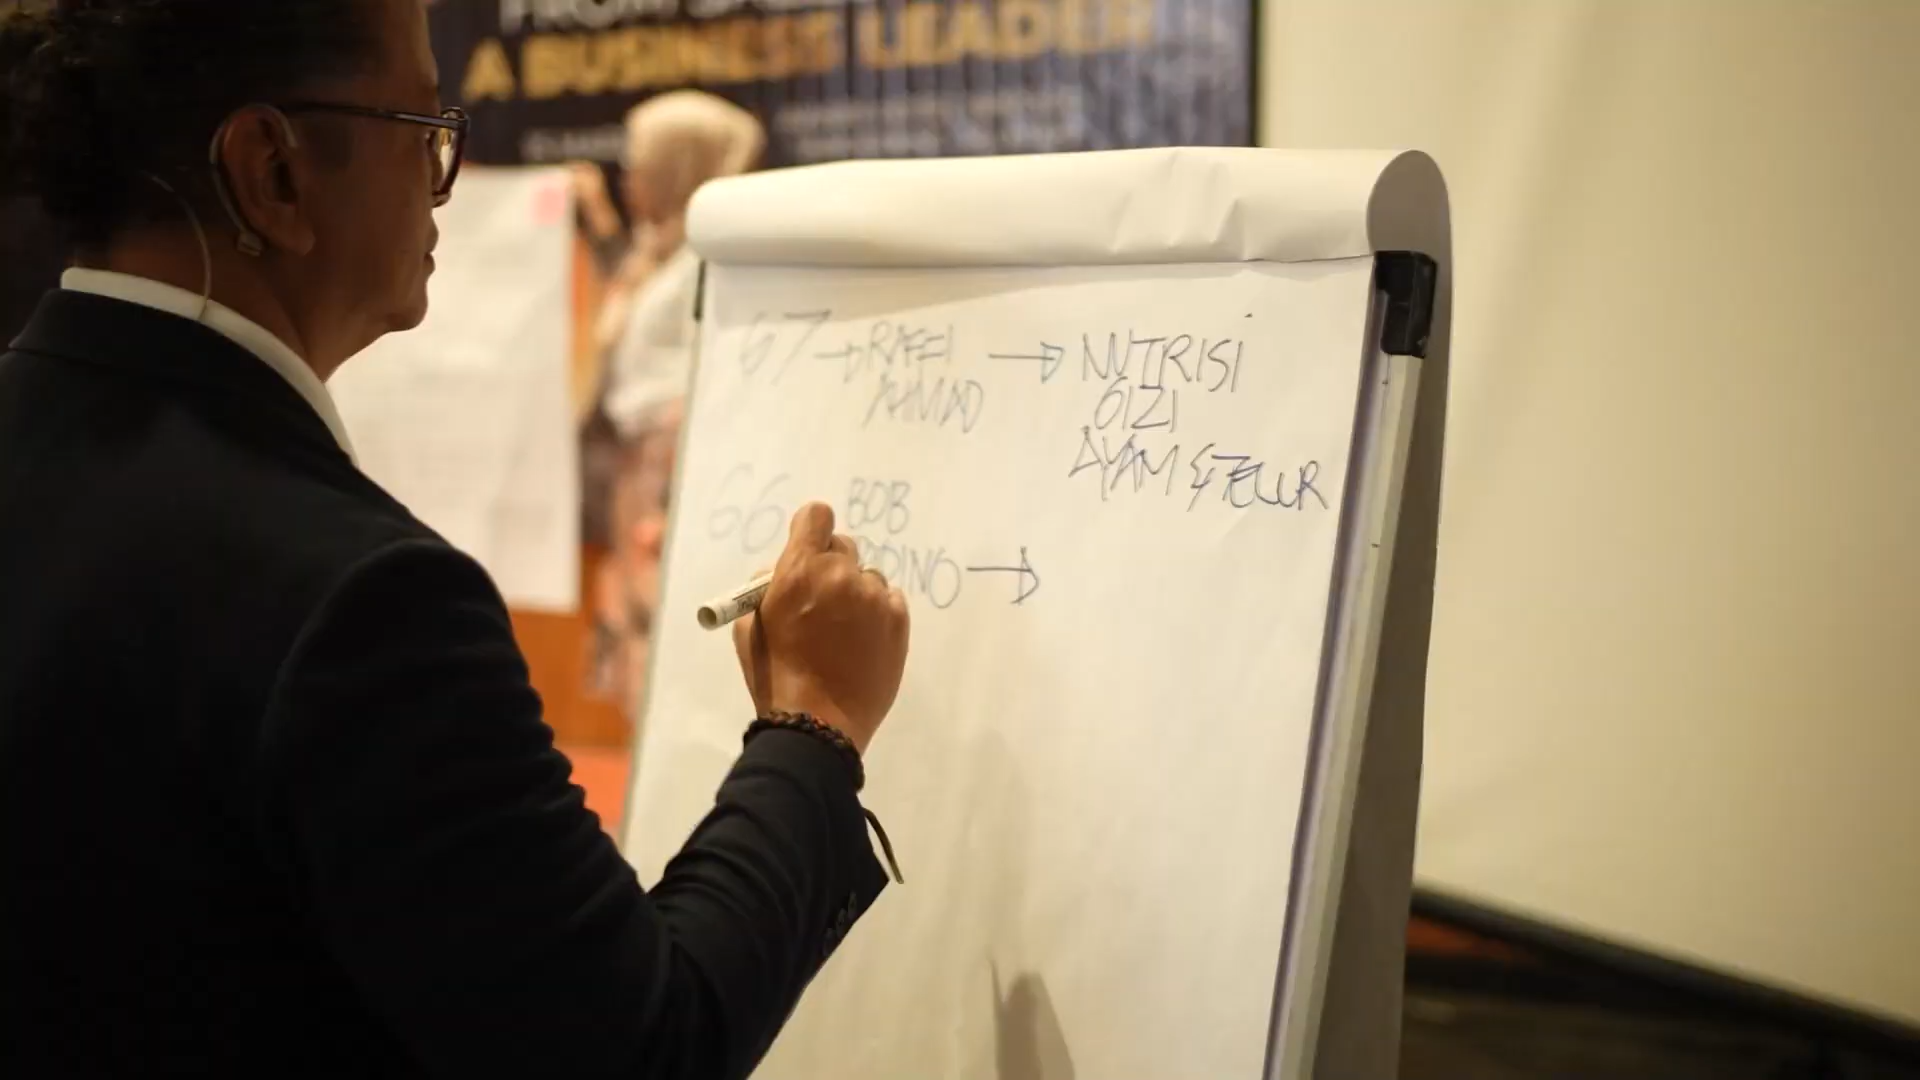 A BUSINESS LEADER
67 → RAFFI → NUTRISI
AHMAD GIZI
AYAM & TELUR
66 BOB
→